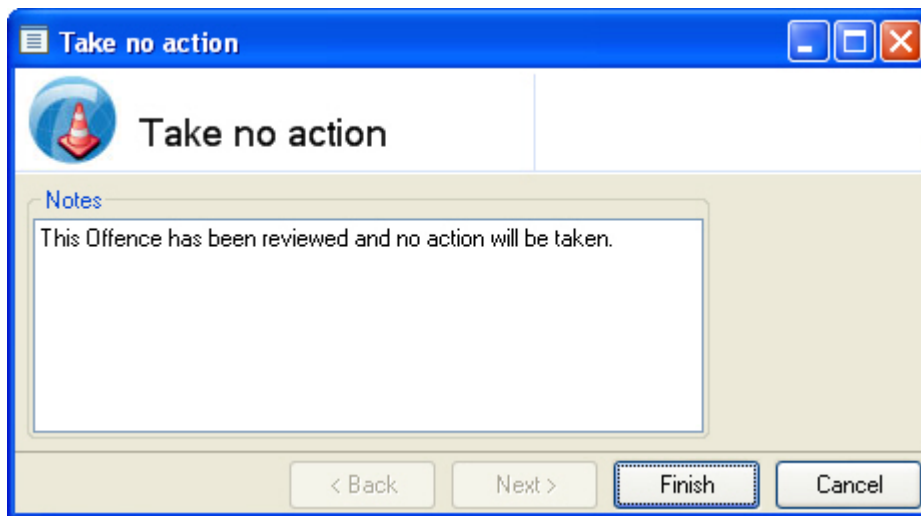 Take no action
Take no action
Notes
This Offence has been reviewed and no action will be taken.
< Back
Next >
Finish
Cancel